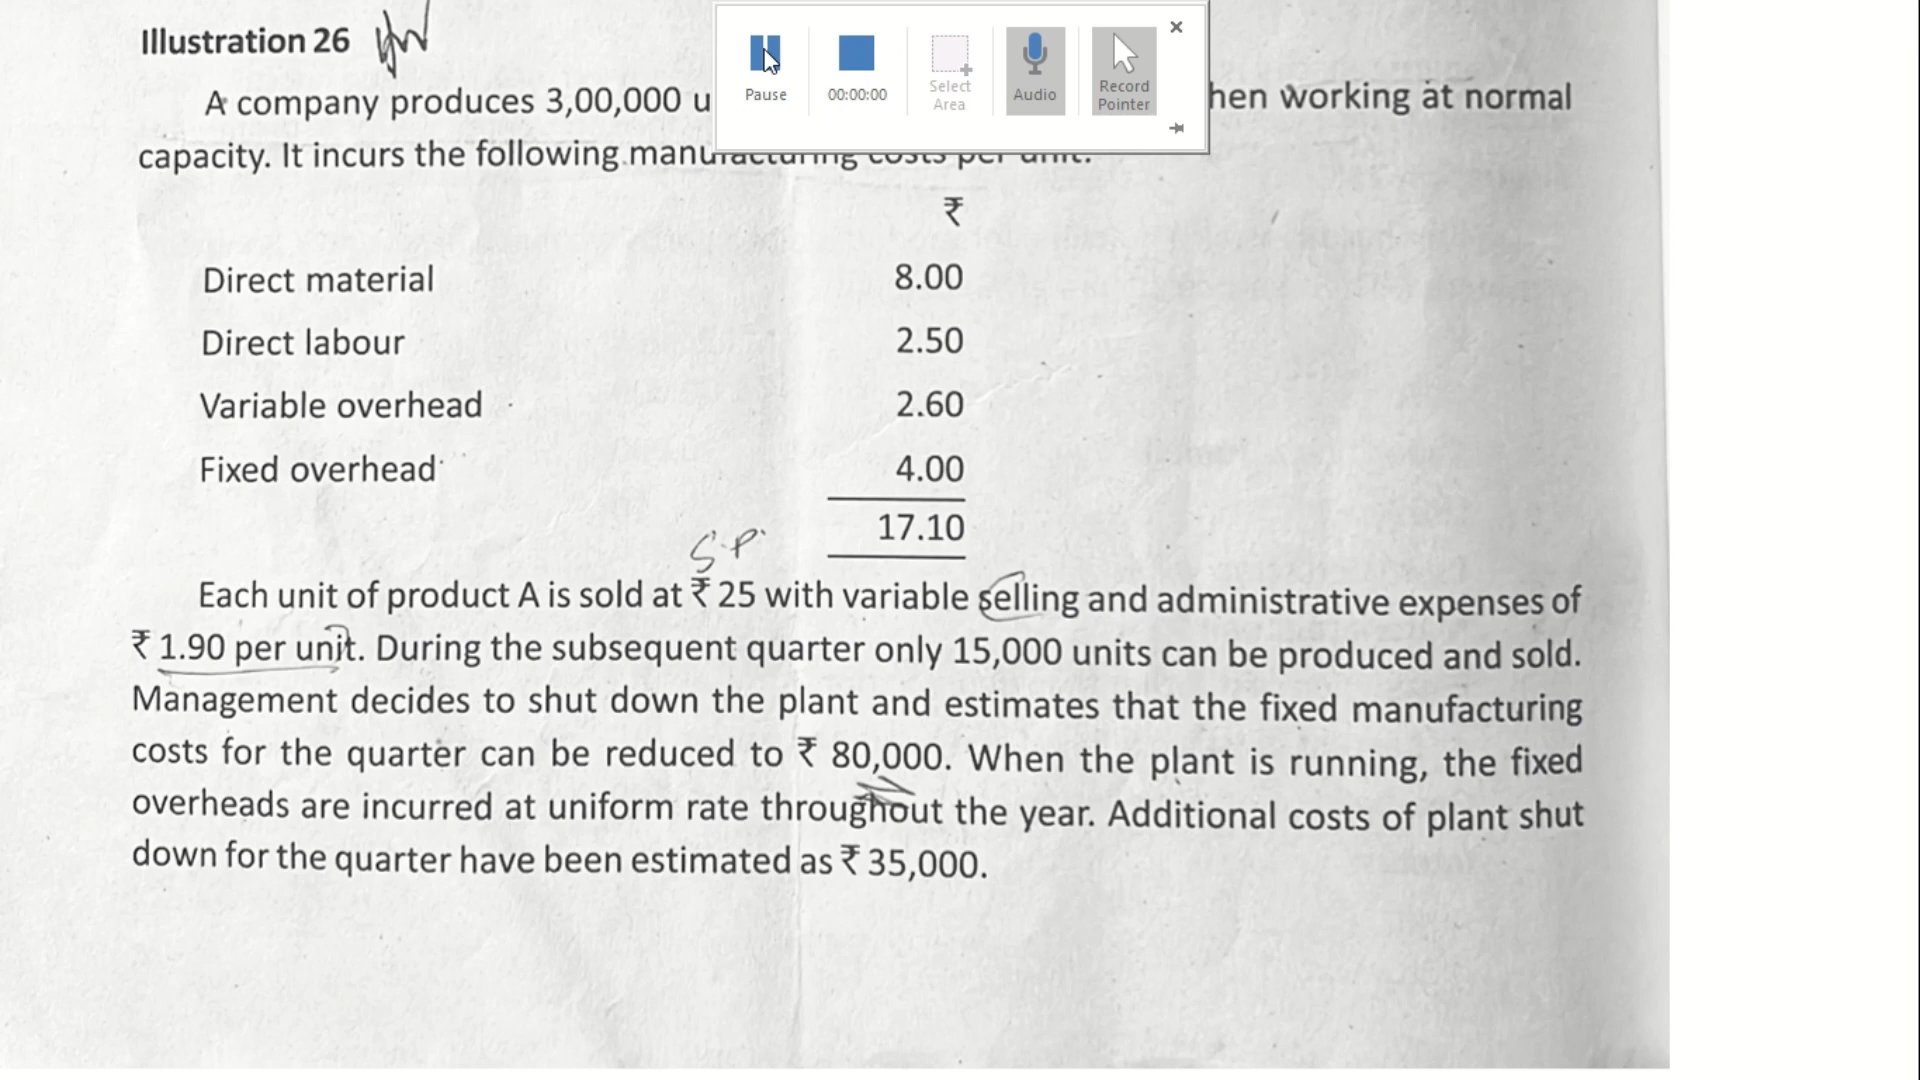 Illustration 26 HW
A company produces 3,00,000 u hen working at normal
capacity. It incurs the following manufacturing costs per unit:
₹
Direct material 8.00
Direct labour 2.50
Variable overhead 2.60
Fixed overhead 4.00
17.10
S.P.
Each unit of product A is sold at ₹ 25 with variable selling and administrative expenses of
₹ 1.90 per unit. During the subsequent quarter only 15,000 units can be produced and sold.
Management decides to shut down the plant and estimates that the fixed manufacturing
costs for the quarter can be reduced to ₹ 80,000. When the plant is running, the fixed
overheads are incurred at uniform rate throughout the year. Additional costs of plant shut
down for the quarter have been estimated as ₹ 35,000.
Pause
00:00:00
Select
Area
Audio
Record
Pointer